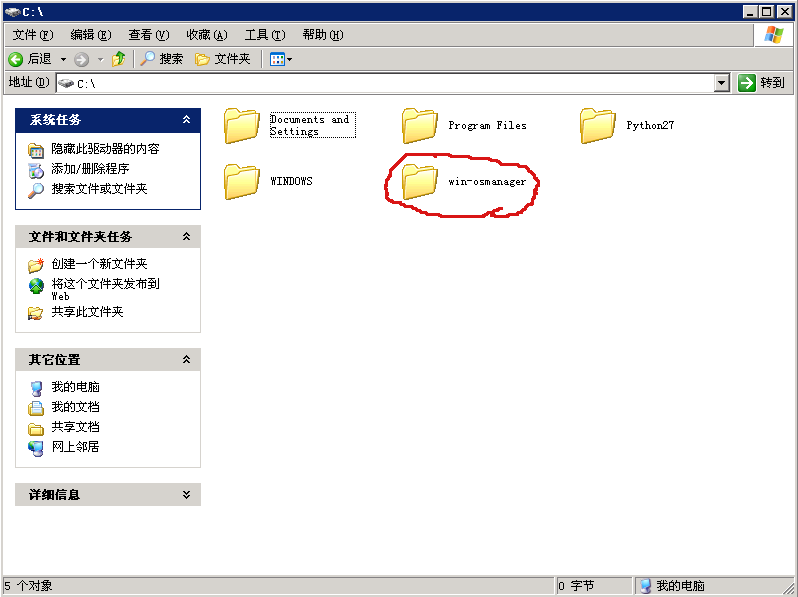 C:\
文件(F) 编辑(E) 查看(V) 收藏(A) 工具(T) 帮助(H)
后退 搜索 文件夹
地址(D) C:\ 转到
系统任务
隐藏此驱动器的内容
添加/删除程序
搜索文件或文件夹
文件和文件夹任务
创建一个新文件夹
将这个文件夹发布到
Web
共享此文件夹
其它位置
我的电脑
我的文档
共享文档
网上邻居
详细信息
Documents and
Settings
Program Files
Python27
WINDOWS
win-osmanager
5 个对象 0 字节 我的电脑